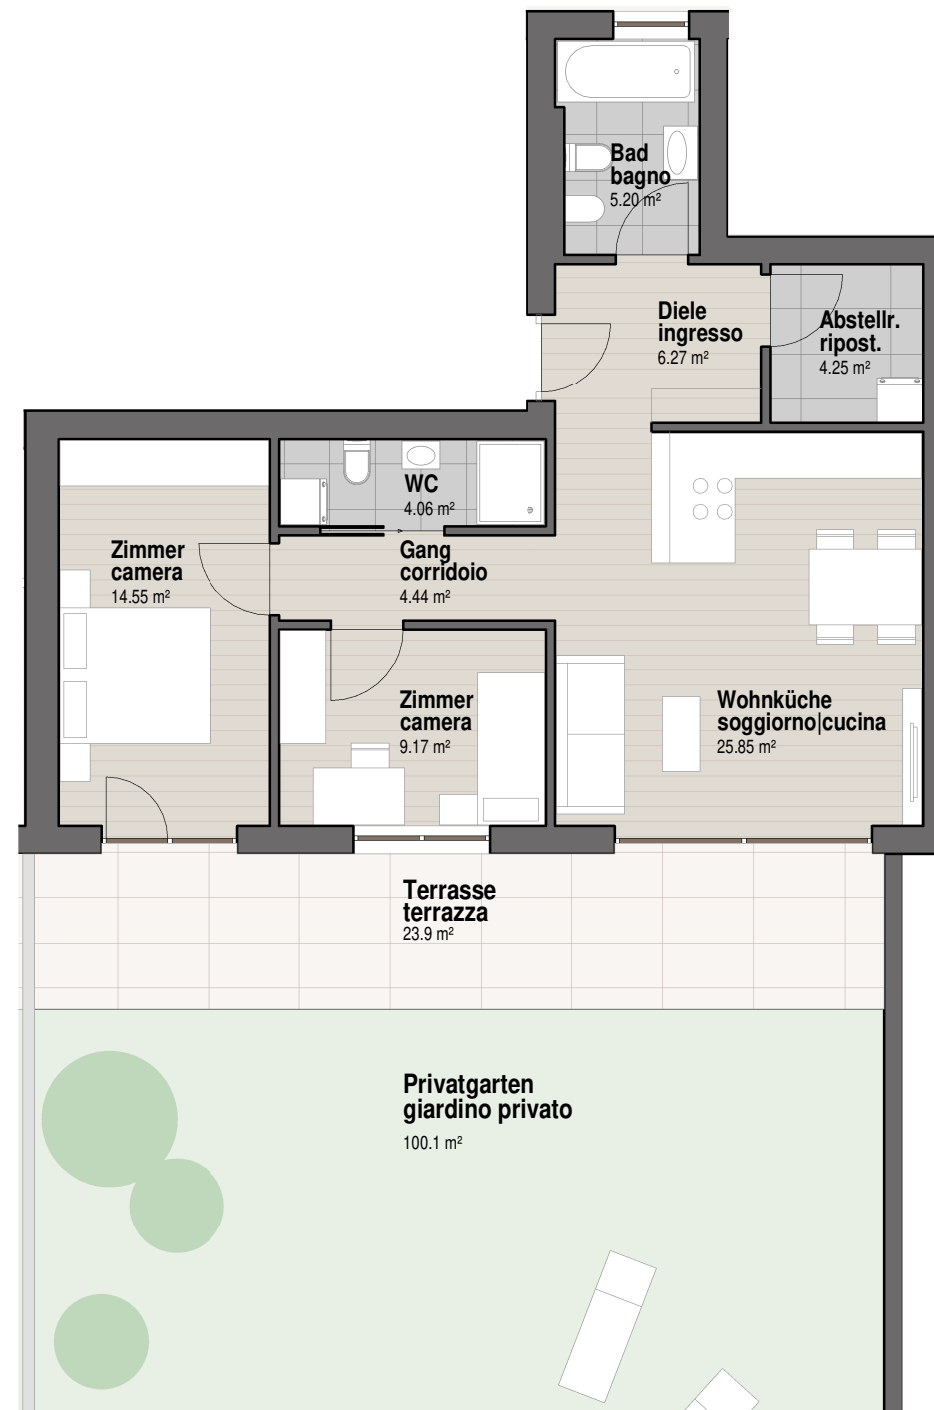 Bad
bagno
5.20 m²
Diele
ingresso
6.27 m²
Abstellr.
ripost.
4.25 m²
WC
4.06 m²
Zimmer
camera
14.55 m²
Gang
corridoio
4.44 m²
Zimmer
camera
9.17 m²
Wohnküche
soggiorno|cucina
25.85 m²
Terrasse
terrazza
23.9 m²
Privatgarten
giardino privato
100.1 m²